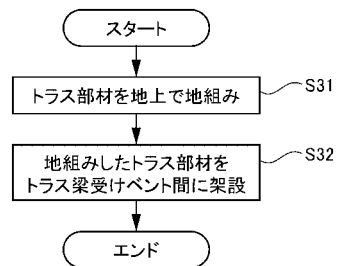 スタート
トラス部材を地上で地組み
S31
地組みしたトラス部材を
トラス梁受けベント間に架設
S32
エンド